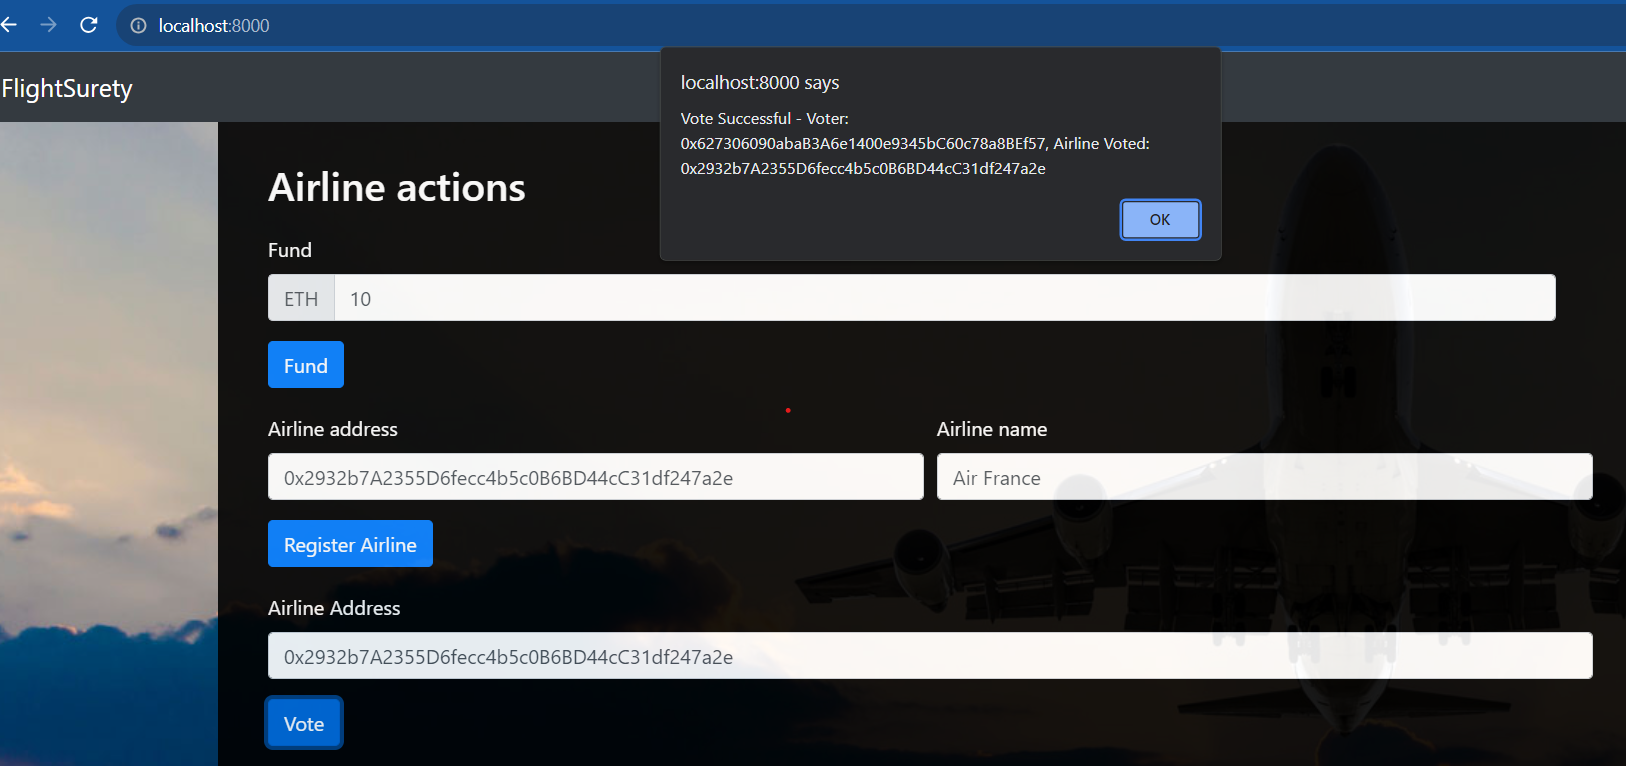 localhost:8000
FlightSurety
localhost:8000 says
Vote Successful - Voter:
0x627306090abaB3A6e1400e9345bC60c78a8BEf57, Airline Voted:
0x2932b7A2355D6fecc4b5c0B6BD44cC31df247a2e
OK
Airline actions
Fund
ETH 10
Fund
Airline address Airline name
0x2932b7A2355D6fecc4b5c0B6BD44cC31df247a2e Air France
Register Airline
Airline Address
0x2932b7A2355D6fecc4b5c0B6BD44cC31df247a2e
Vote